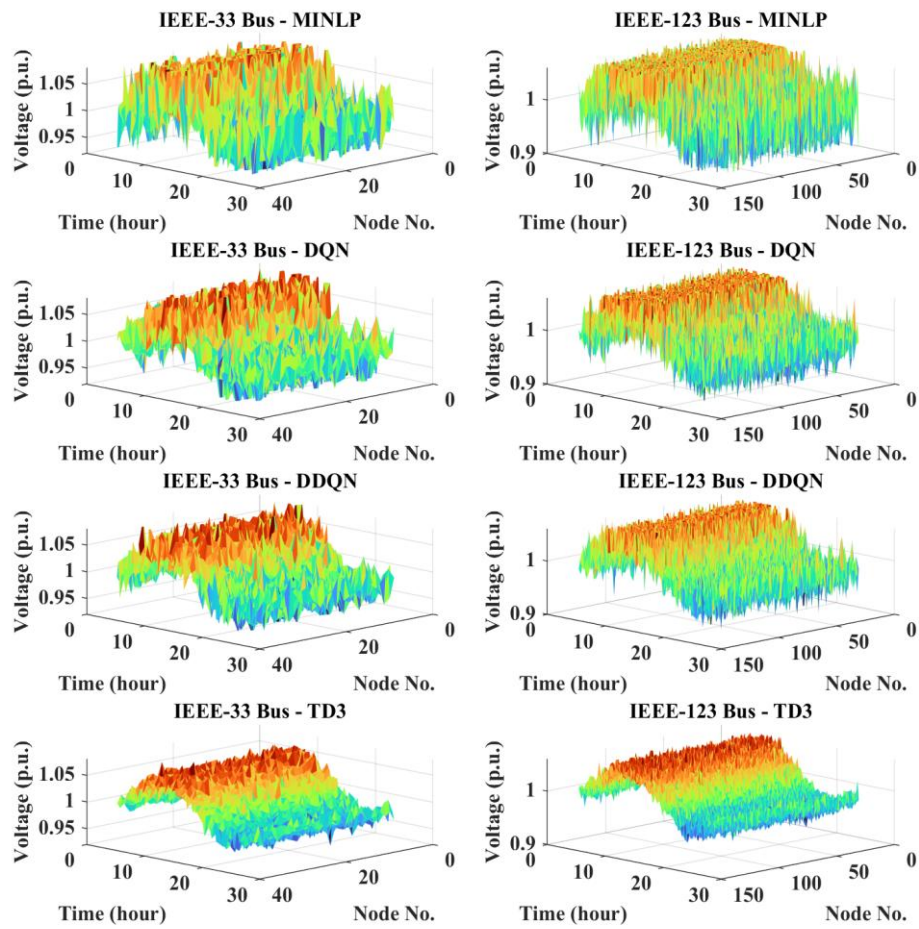 IEEE-33 Bus - MINLP
Voltage (p.u.)
1.05
1
0.95
0
10
20
30
40
20
0
Time (hour)
Node No.
IEEE-123 Bus - MINLP
Voltage (p.u.)
1
0.9
0
10
20
30
150
100
50
0
Time (hour)
Node No.
IEEE-33 Bus - DQN
Voltage (p.u.)
1.05
1
0.95
0
10
20
30
40
20
0
Time (hour)
Node No.
IEEE-123 Bus - DQN
Voltage (p.u.)
1
0.9
0
10
20
30
150
100
50
0
Time (hour)
Node No.
IEEE-33 Bus - DDQN
Voltage (p.u.)
1.05
1
0.95
0
10
20
30
40
20
0
Time (hour)
Node No.
IEEE-123 Bus - DDQN
Voltage (p.u.)
1
0.9
0
10
20
30
150
100
50
0
Time (hour)
Node No.
IEEE-33 Bus - TD3
Voltage (p.u.)
1.05
1
0.95
0
10
20
30
40
20
0
Time (hour)
Node No.
IEEE-123 Bus - TD3
Voltage (p.u.)
1
0.9
0
10
20
30
150
100
50
0
Time (hour)
Node No.